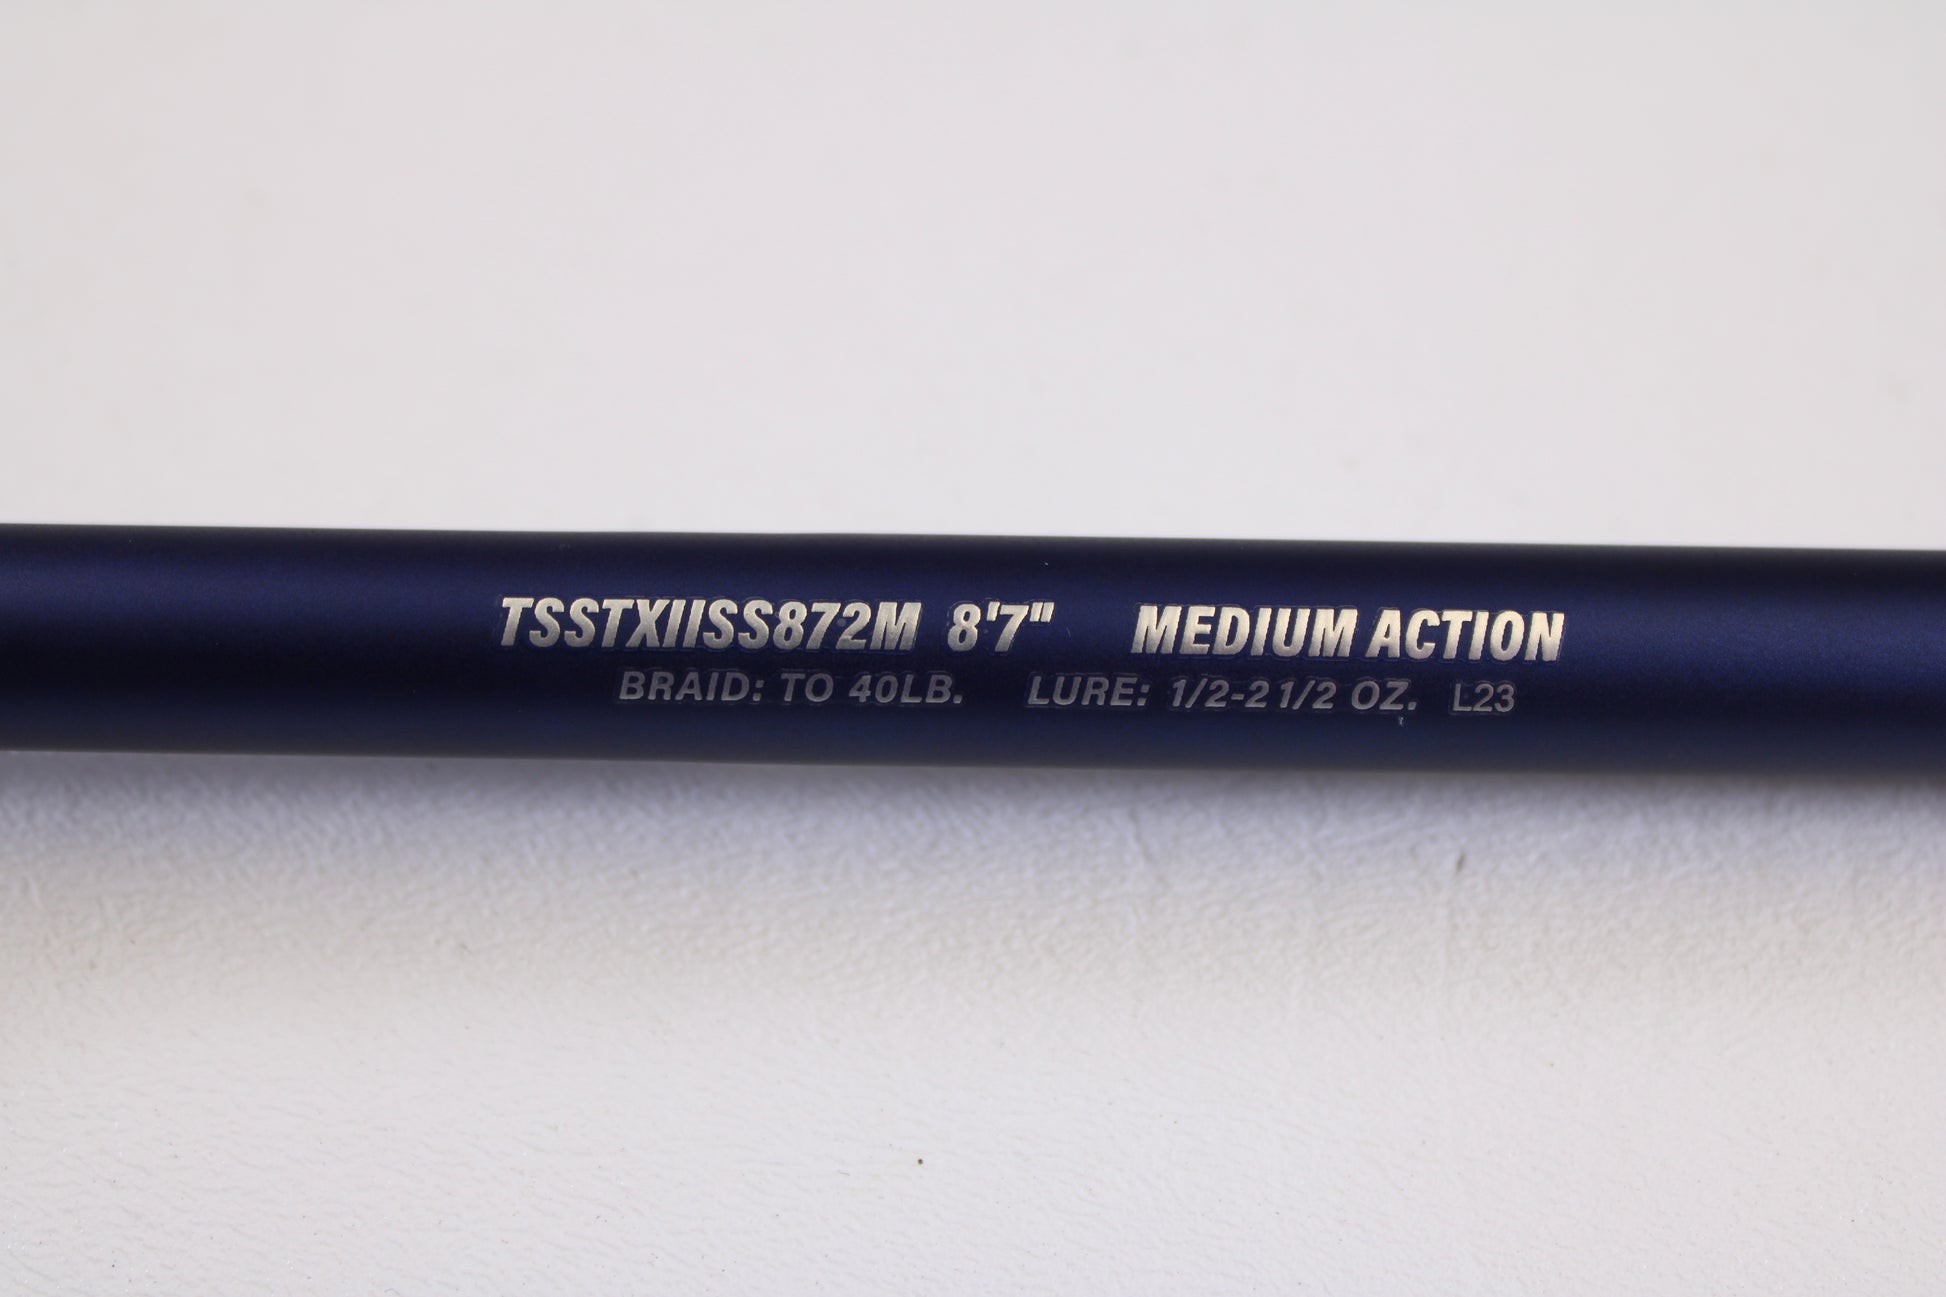 TSSTXIISS872M 8'7" MEDIUM ACTION
BRAID: TO 40LB. LURE: 1/2-2 1/2 OZ. L23